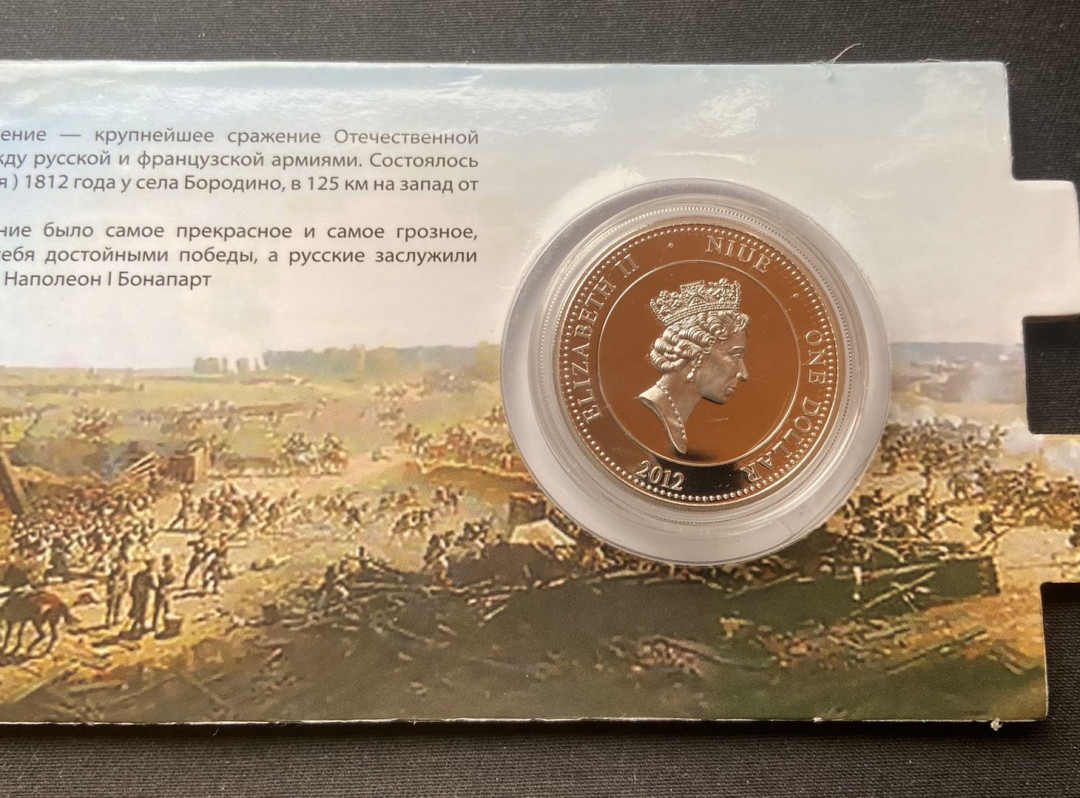 ение — крупнейшее сражение Отечественной
жду русской и французской армиями. Состоялось
я ) 1812 года у села Бородино, в 125 км на запад от
ние было самое прекрасное и самое грозное,
себя достойными победы, а русские заслужили
Наполеон I Бонапарт
ELIZABETH II · NIUE · ONE DOLLAR
2012